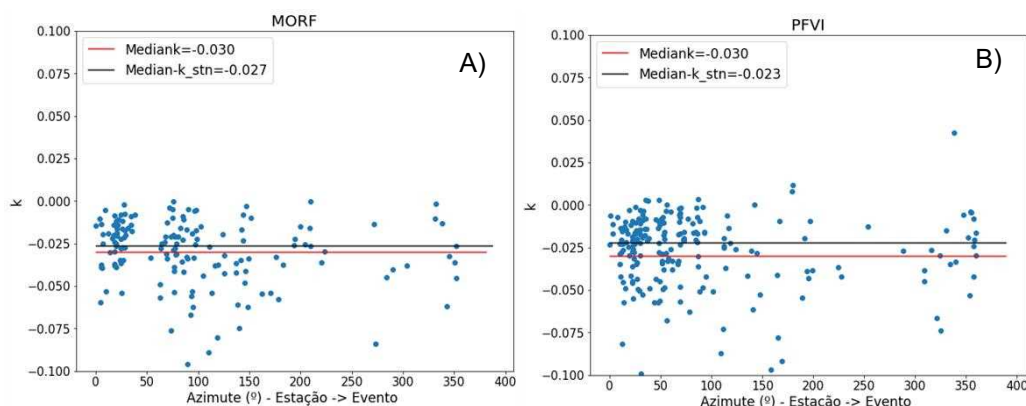 MORF
A)
Mediank=-0.030
Median-k_stn=-0.027
0.100
0.075
0.050
0.025
0.000
-0.025
-0.050
-0.075
-0.100
k
0 50 100 150 200 250 300 350 400
Azimute (º) - Estação -> Evento
PFVI
B)
Mediank=-0.030
Median-k_stn=-0.023
0.100
0.075
0.050
0.025
0.000
-0.025
-0.050
-0.075
-0.100
k
0 50 100 150 200 250 300 350 400
Azimute (º) - Estação -> Evento